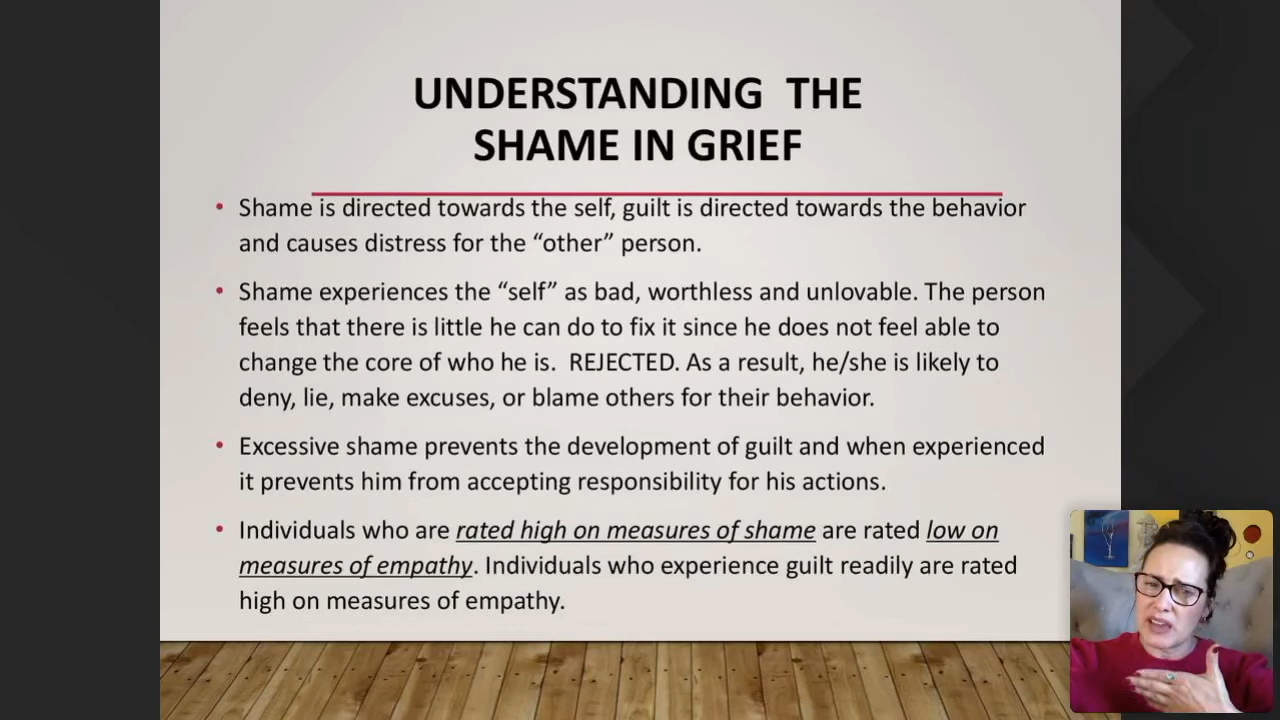 UNDERSTANDING THE
SHAME IN GRIEF
• Shame is directed towards the self, guilt is directed towards the behavior
and causes distress for the “other” person.
• Shame experiences the “self” as bad, worthless and unlovable. The person
feels that there is little he can do to fix it since he does not feel able to
change the core of who he is. REJECTED. As a result, he/she is likely to
deny, lie, make excuses, or blame others for their behavior.
• Excessive shame prevents the development of guilt and when experienced
it prevents him from accepting responsibility for his actions.
• Individuals who are rated high on measures of shame are rated low on
measures of empathy. Individuals who experience guilt readily are rated
high on measures of empathy.